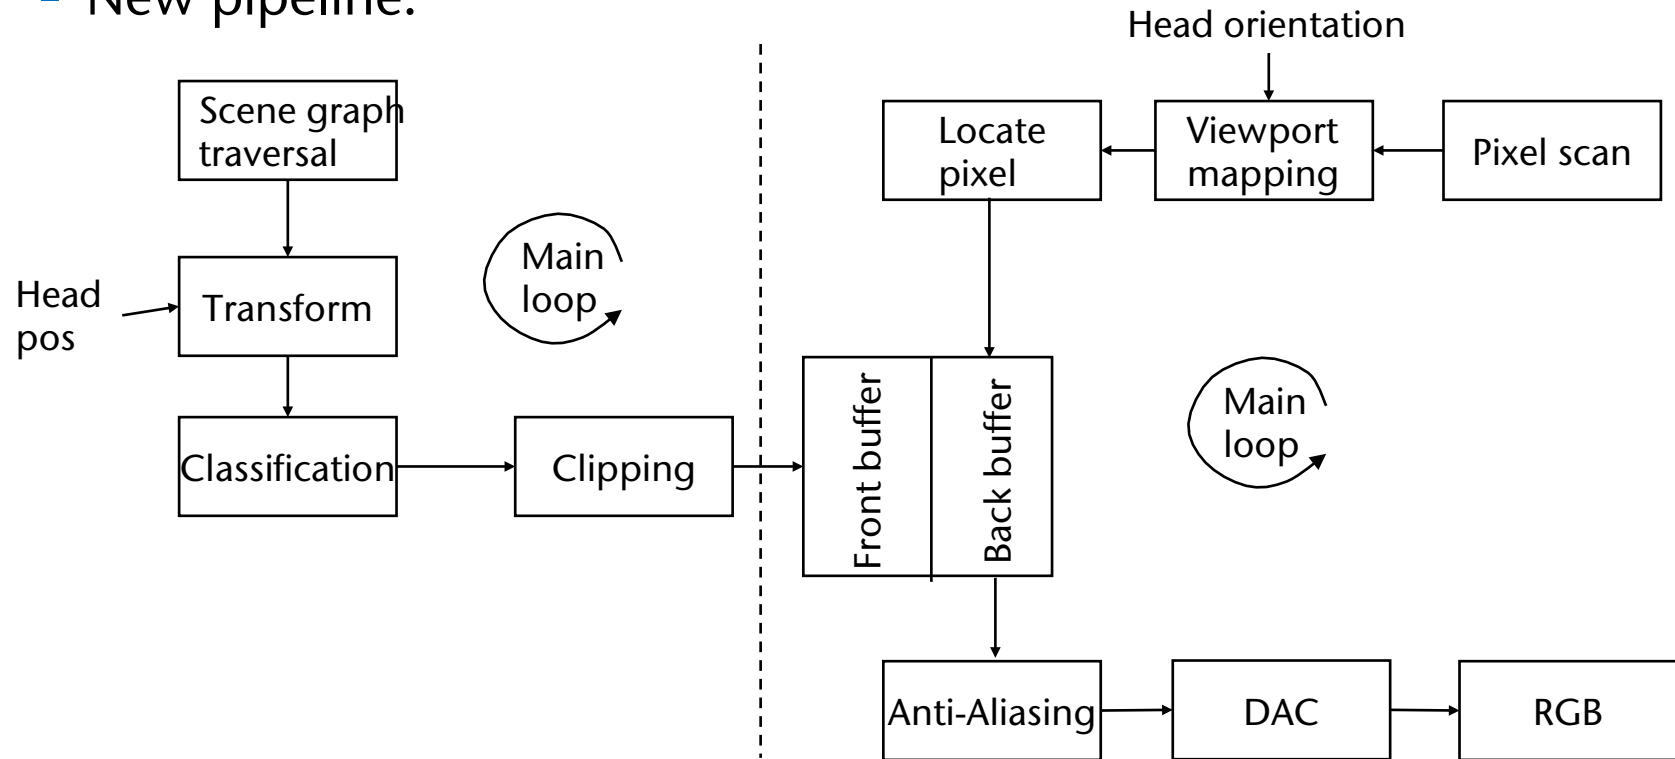 New pipeline:
Head orientation
Scene graph
traversal
Locate
pixel
Viewport
mapping
Pixel scan
Main
loop
Head
pos
Transform
Front buffer
Back buffer
Main
loop
Classification
Clipping
Anti-Aliasing
DAC
RGB